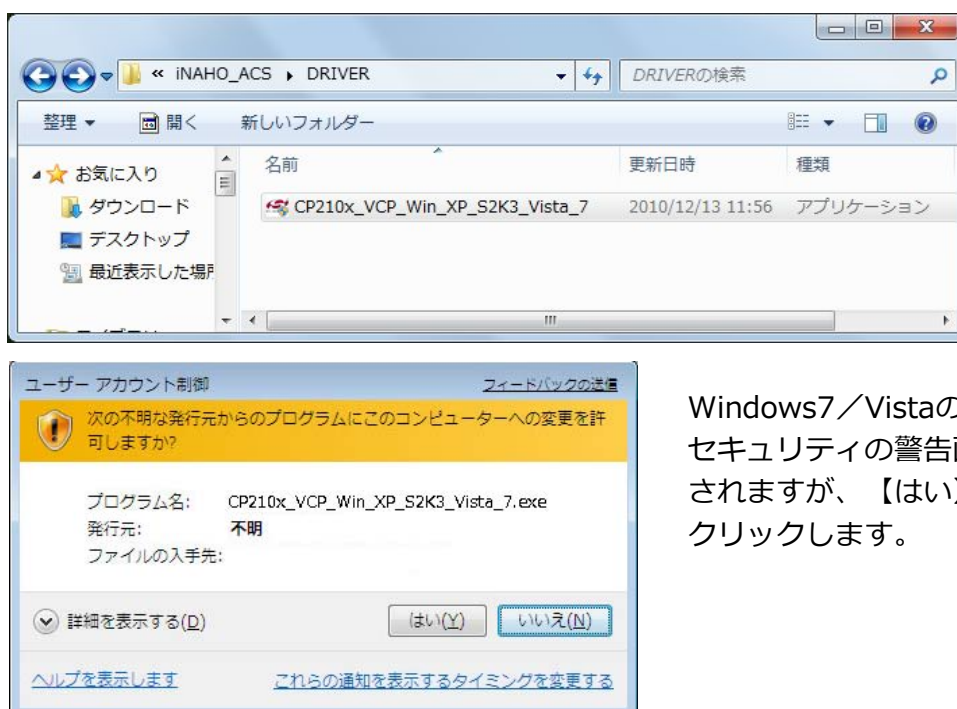 « iNAHO_ACS ▸ DRIVER
DRIVERの検索
整理 ▼ 開く 新しいフォルダー
名前 更新日時 種類
お気に入り
ダウンロード
デスクトップ
最近表示した場
CP210x_VCP_Win_XP_S2K3_Vista_7 2010/12/13 11:56 アプリケーション
ユーザー アカウント制御 フィードバックの送信
次の不明な発行元からのプログラムにこのコンピューターへの変更を許
可しますか?
プログラム名: CP210x_VCP_Win_XP_S2K3_Vista_7.exe
発行元: 不明
ファイルの入手先:
詳細を表示する(D) はい(Y) いいえ(N)
ヘルプを表示します これらの通知を表示するタイミングを変更する
Windows7／Vistaの
セキュリティの警告
されますが、【はい】
クリックします。